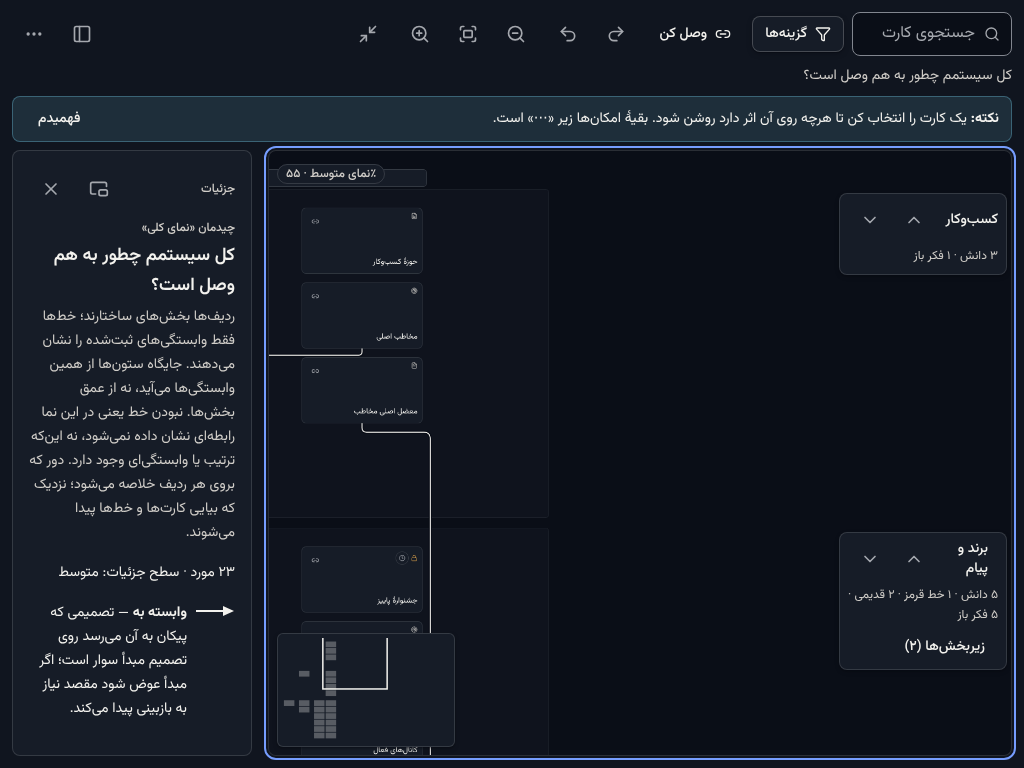 جستجوی کارت
گزینه‌ها
وصل کن
کل سیستمم چطور به هم وصل است؟
نکته: یک کارت را انتخاب کن تا هرچه روی آن اثر دارد روشن شود. بقیهٔ امکان‌ها زیر «⋯» است.
فهمیدم
کسب‌وکار
۳ دانش · ۱ فکر باز
برند و
پیام
۵ دانش · ۱ خط قرمز · ۲ قدیمی ·
۵ فکر باز
زیربخش‌ها (۲)
نمای متوسط · ۵۵٪
حوزهٔ کسب‌وکار
مخاطب اصلی
معضل اصلی مخاطب
جشنوارهٔ پاییز
کانال‌های فعال
جزئیات
چیدمان «نمای کلی»
کل سیستمم چطور به هم
وصل است؟
ردیف‌ها بخش‌های ساختارند؛ خط‌ها
فقط وابستگی‌های ثبت‌شده را نشان
می‌دهند. جایگاه ستون‌ها از همین
وابستگی‌ها می‌آید، نه از عمق
بخش‌ها. نبودن خط یعنی در این نما
رابطه‌ای نشان داده نمی‌شود، نه این‌که
ترتیب یا وابستگی‌ای وجود دارد. دور که
بروی هر ردیف خلاصه می‌شود؛ نزدیک
که بیایی کارت‌ها و خط‌ها پیدا
می‌شوند.
۲۳ مورد · سطح جزئیات: متوسط
وابسته به — تصمیمی که
پیکان به آن می‌رسد روی
تصمیم مبدأ سوار است؛ اگر
مبدأ عوض شود مقصد نیاز
به بازبینی پیدا می‌کند.